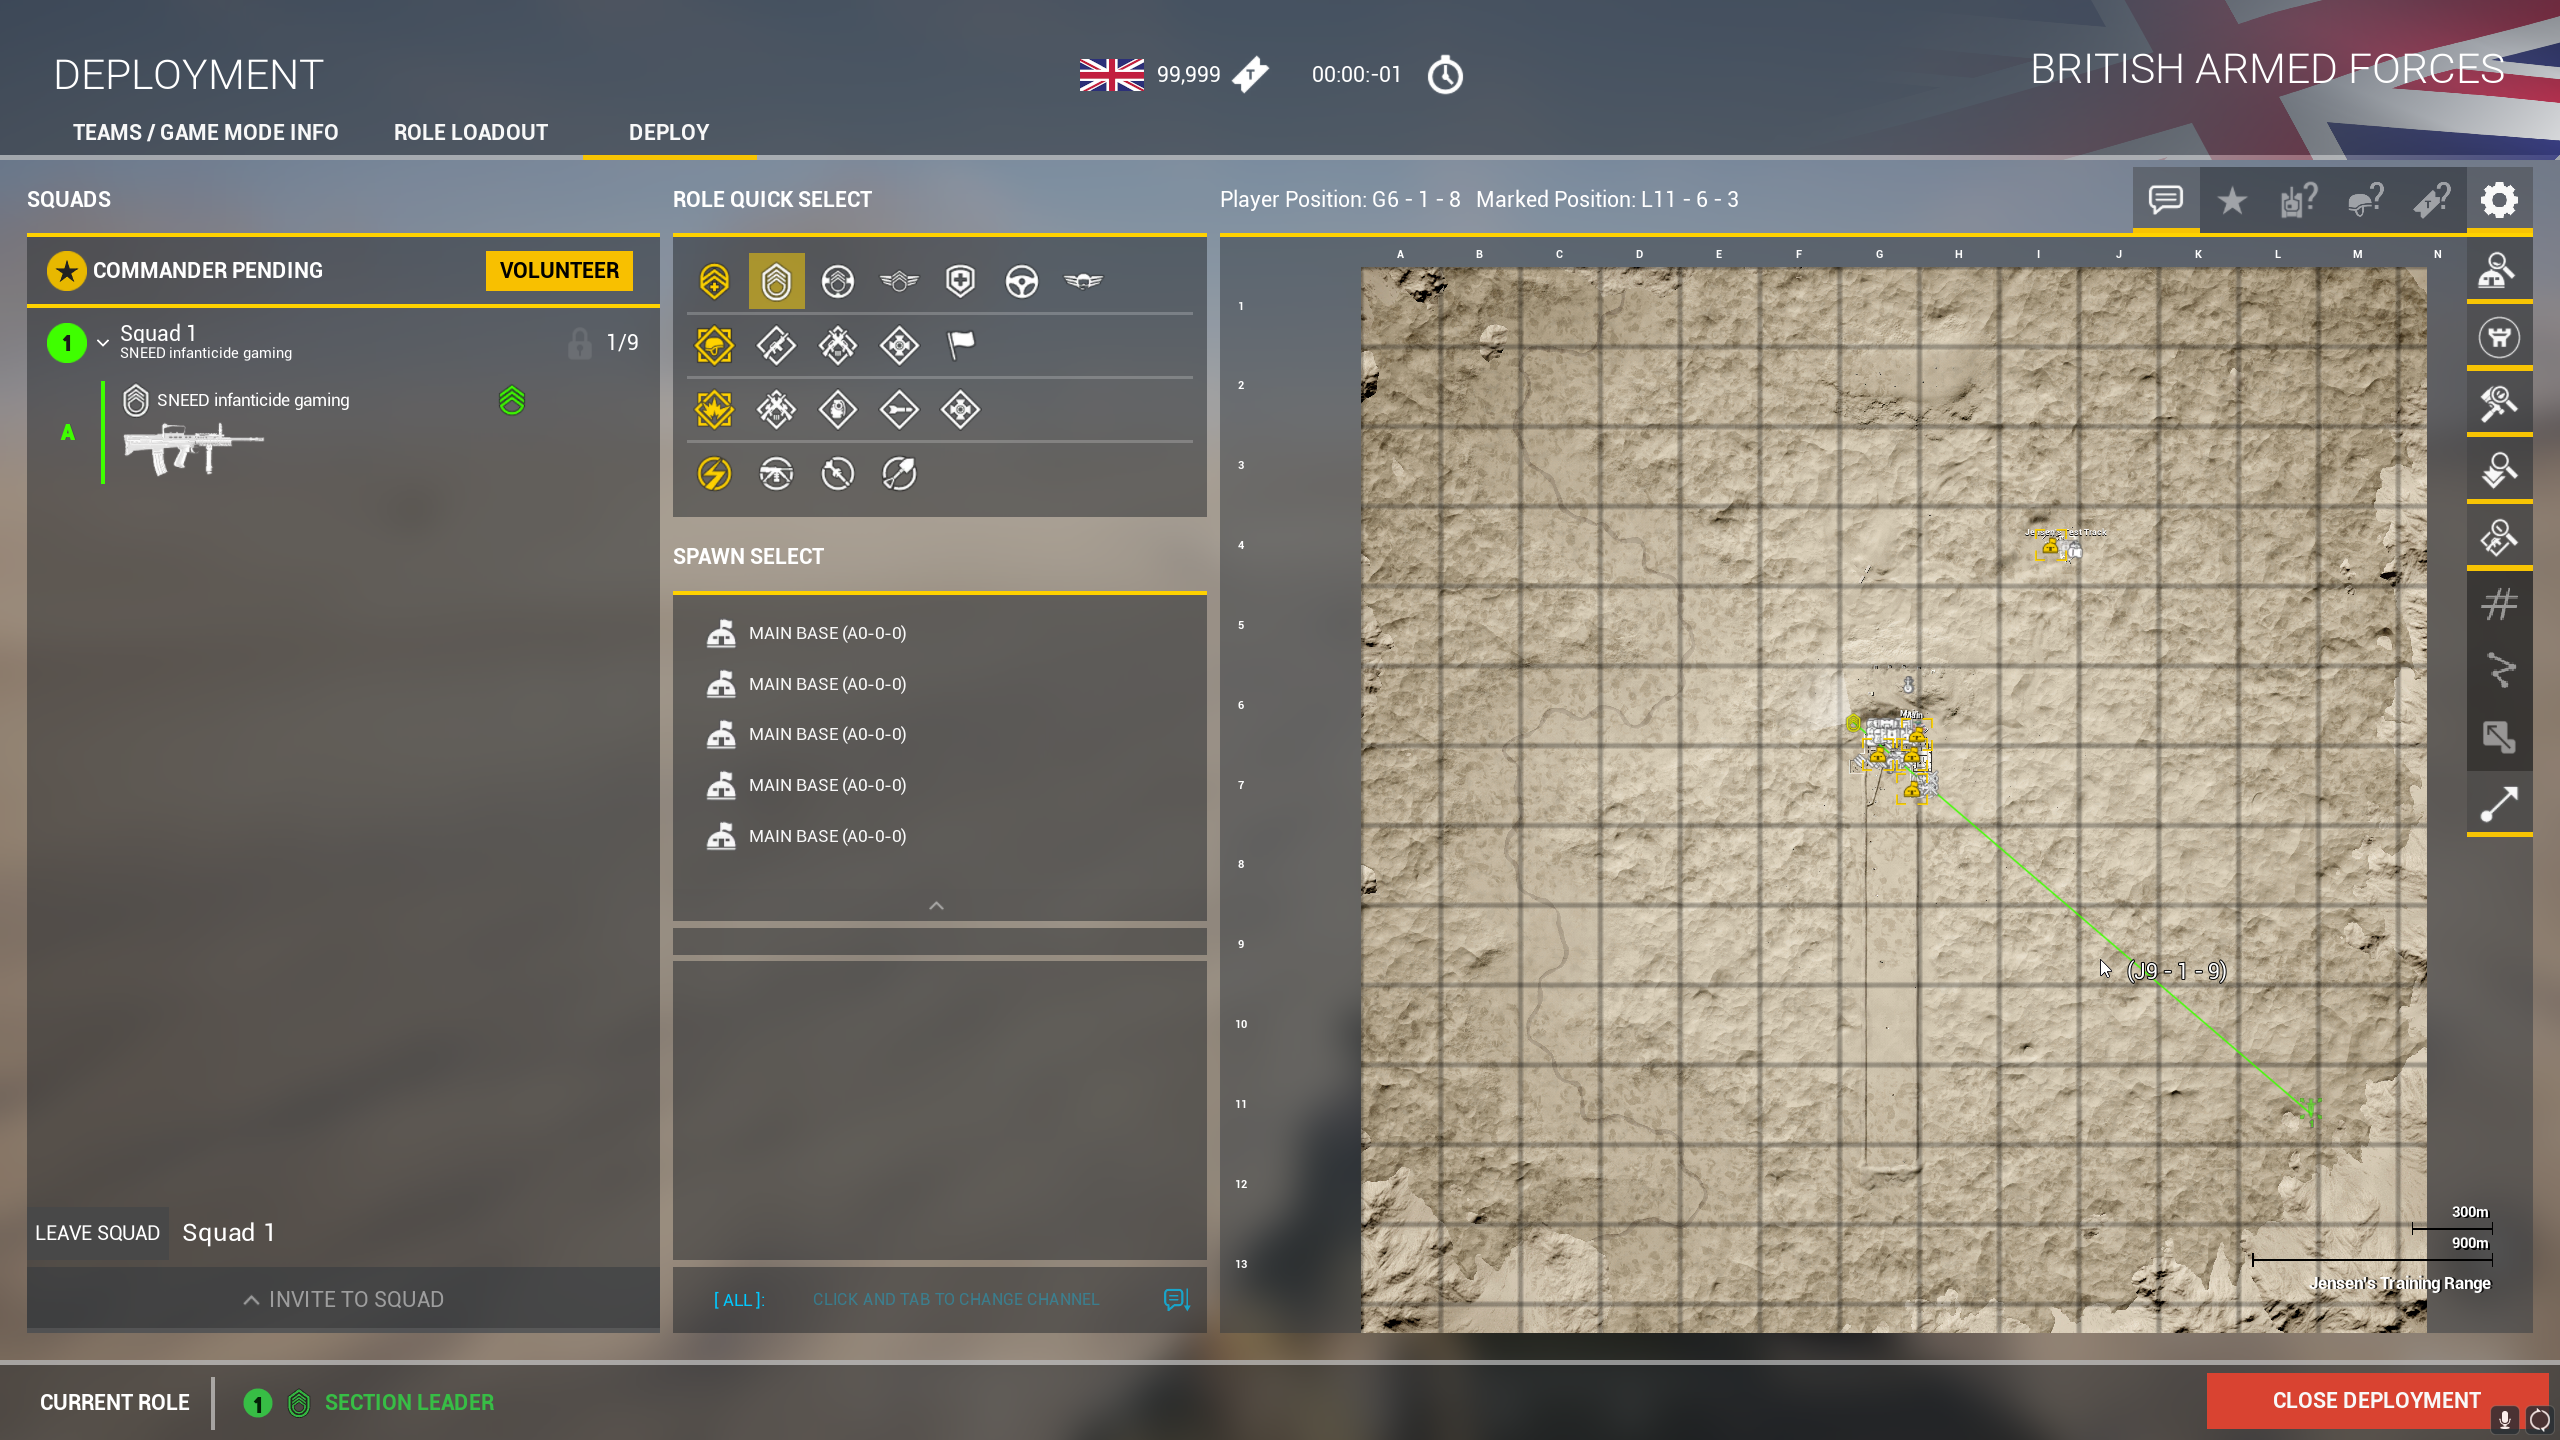 DEPLOYMENT
99,999
T
00:00:-01
BRITISH ARMED FORCES
TEAMS / GAME MODE INFO
ROLE LOADOUT
DEPLOY
SQUADS
COMMANDER PENDING
VOLUNTEER
1
Squad 1
SNEED infanticide gaming
1/9
A
SNEED infanticide gaming
LEAVE SQUAD
Squad 1
INVITE TO SQUAD
ROLE QUICK SELECT
SPAWN SELECT
MAIN BASE (A0-0-0)
MAIN BASE (A0-0-0)
MAIN BASE (A0-0-0)
MAIN BASE (A0-0-0)
MAIN BASE (A0-0-0)
[ ALL ]:
CLICK AND TAB TO CHANGE CHANNEL
Player Position: G6 - 1 - 8 Marked Position: L11 - 6 - 3
A B C D E F G H I J K L M N
1
2
3
4
5
6
7
8
9
10
11
12
13
Main
(J9 - 1 - 9)
300m
900m
Jensen's Training Range
CURRENT ROLE
1
SECTION LEADER
CLOSE DEPLOYMENT